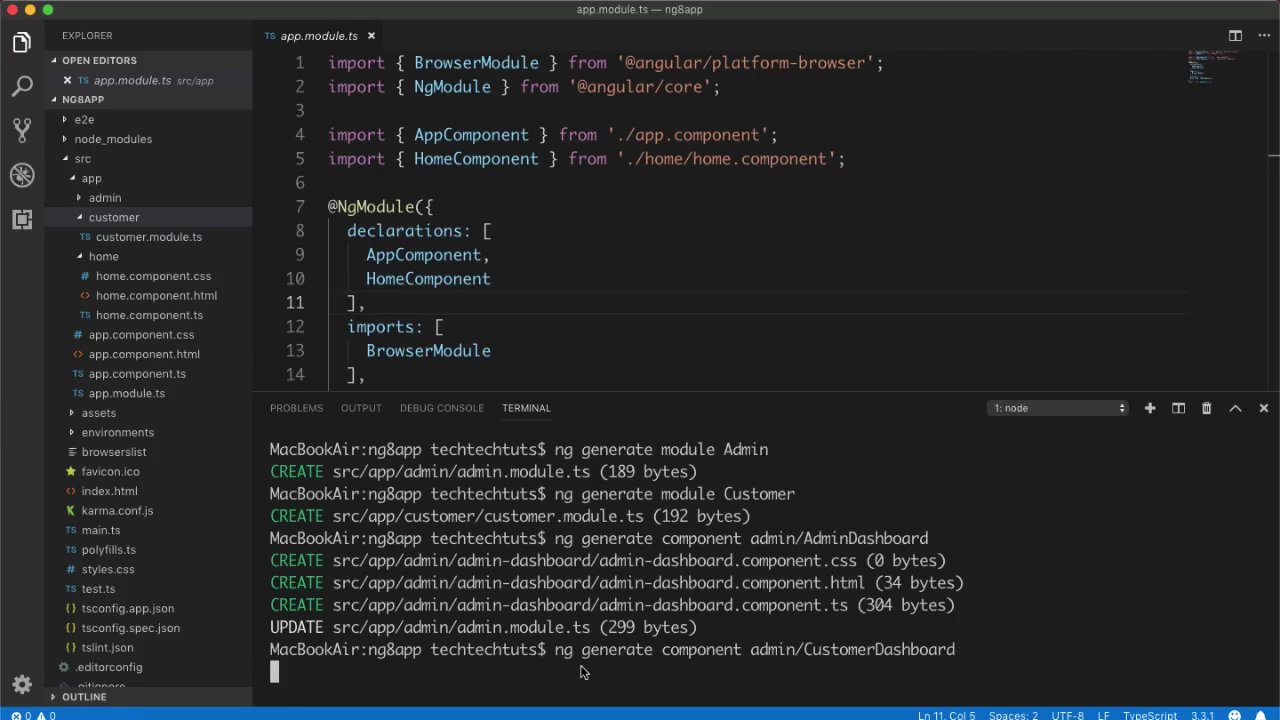 app.module.ts — ng8app
EXPLORER
OPEN EDITORS
TS app.module.ts src/app
NG8APP
e2e
node_modules
src
app
admin
customer
TS customer.module.ts
home
# home.component.css
<> home.component.html
TS home.component.ts
# app.component.css
<> app.component.html
TS app.component.ts
TS app.module.ts
assets
environments
browserslist
favicon.ico
<> index.html
karma.conf.js
TS main.ts
TS polyfills.ts
# styles.css
TS test.ts
{} tsconfig.app.json
{} tsconfig.spec.json
{} tslint.json
.editorconfig
.gitignore
OUTLINE
TS app.module.ts
1 import { BrowserModule } from '@angular/platform-browser';
2 import { NgModule } from '@angular/core';
3
4 import { AppComponent } from './app.component';
5 import { HomeComponent } from './home/home.component';
6
7 @NgModule({
8 declarations: [
9 AppComponent,
10 HomeComponent
11 ],
12 imports: [
13 BrowserModule
14 ],
PROBLEMS OUTPUT DEBUG CONSOLE TERMINAL 1: node
MacBookAir:ng8app techtechtuts$ ng generate module Admin
CREATE src/app/admin/admin.module.ts (189 bytes)
MacBookAir:ng8app techtechtuts$ ng generate module Customer
CREATE src/app/customer/customer.module.ts (192 bytes)
MacBookAir:ng8app techtechtuts$ ng generate component admin/AdminDashboard
CREATE src/app/admin/admin-dashboard/admin-dashboard.component.css (0 bytes)
CREATE src/app/admin/admin-dashboard/admin-dashboard.component.html (34 bytes)
CREATE src/app/admin/admin-dashboard/admin-dashboard.component.ts (304 bytes)
UPDATE src/app/admin/admin.module.ts (299 bytes)
MacBookAir:ng8app techtechtuts$ ng generate component admin/CustomerDashboard
0 0 Ln 11, Col 5 Spaces: 2 UTF-8 LF TypeScript 3.3.1